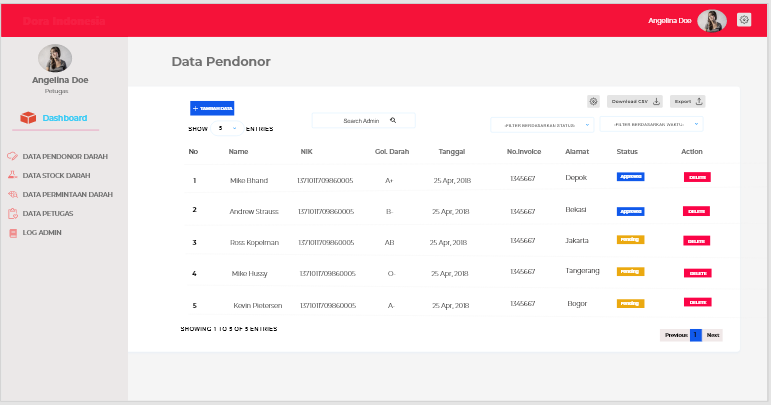 Dara Indonesia
Angelina Doe
Angelina Doe
Petugas
Dashboard
DATA PENDONOR DARAH
DATA STOCK DARAH
DATA PERMINTAAN DARAH
DATA PETUGAS
LOG ADMIN
Data Pendonor
+ TAMBAH DATA
Download CSV
Export
SHOW 5 ENTRIES
Search Admin
-FILTER BERDASARKAN STATUS-
-FILTER BERDASARKAN WAKTU-
No Name NIK Gol. Darah Tanggal No.Invoice Alamat Status Action
1 Mike Bhand 1371011709860005 A+ 25 Apr, 2018 1345667 Depok Approved DELETE
2 Andrew Strauss 1371011709860005 B- 25 Apr, 2018 1345667 Bekasi Approved DELETE
3 Ross Kopelman 1371011709860005 AB 25 Apr, 2018 1345667 Jakarta Pending DELETE
4 Mike Hussy 1371011709860005 O- 25 Apr, 2018 1345667 Tangerang Pending DELETE
5 Kevin Pietersen 1371011709860005 A- 25 Apr, 2018 1345667 Bogor Pending DELETE
SHOWING 1 TO 5 OF 5 ENTRIES
Previous 1 Next